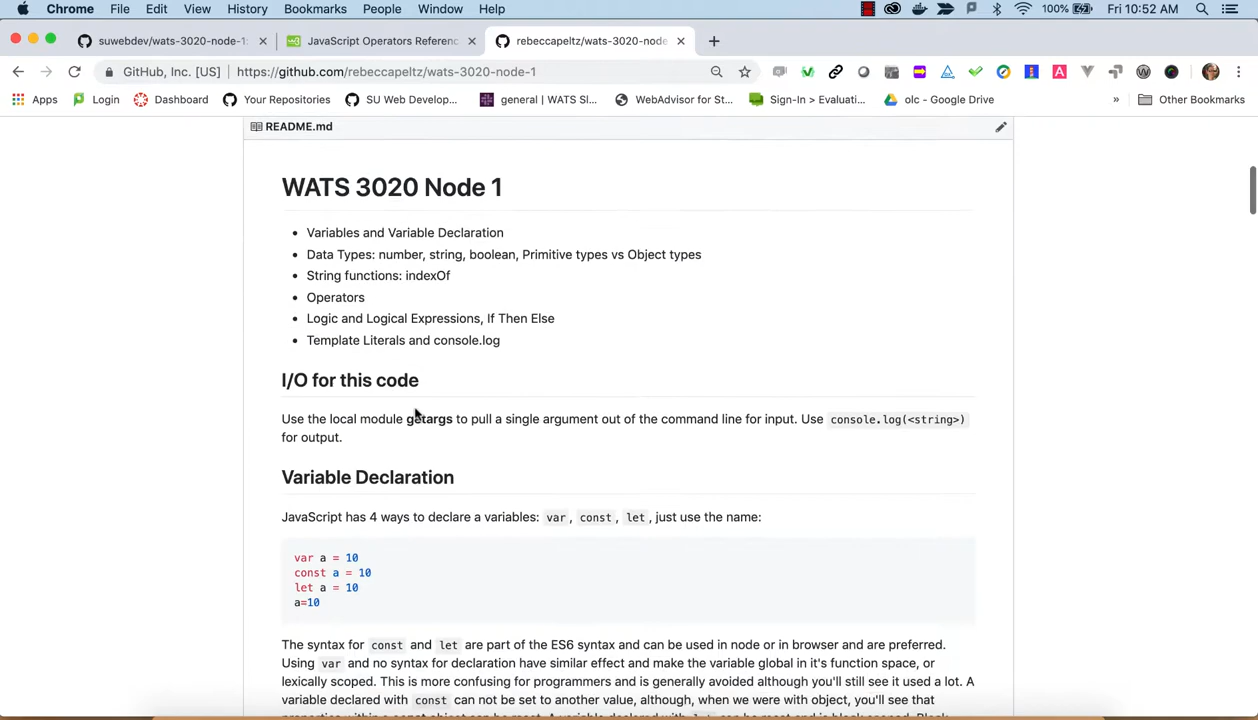 Chrome File Edit View History Bookmarks People Window Help 100% Fri 10:52 AM
suwebdev/wats-3020-node-1: JavaScript Operators Referenc rebeccapeltz/wats-3020-node
GitHub, Inc. [US] https://github.com/rebeccapeltz/wats-3020-node-1
Apps Login Dashboard Your Repositories SU Web Develop... general | WATS Sl... WebAdvisor for St... Sign-In > Evaluati... olc - Google Drive » Other Bookmarks
README.md
WATS 3020 Node 1
• Variables and Variable Declaration
• Data Types: number, string, boolean, Primitive types vs Object types
• String functions: indexOf
• Operators
• Logic and Logical Expressions, If Then Else
• Template Literals and console.log
I/O for this code
Use the local module getargs to pull a single argument out of the command line for input. Use console.log(<string>)
for output.
Variable Declaration
JavaScript has 4 ways to declare a variables: var, const, let, just use the name:
var a = 10
const a = 10
let a = 10
a=10
The syntax for const and let are part of the ES6 syntax and can be used in node or in browser and are preferred.
Using var and no syntax for declaration have similar effect and make the variable global in it's function space, or
lexically scoped. This is more confusing for programmers and is generally avoided although you'll still see it used a lot. A
variable declared with const can not be set to another value, although, when we were with object, you'll see that